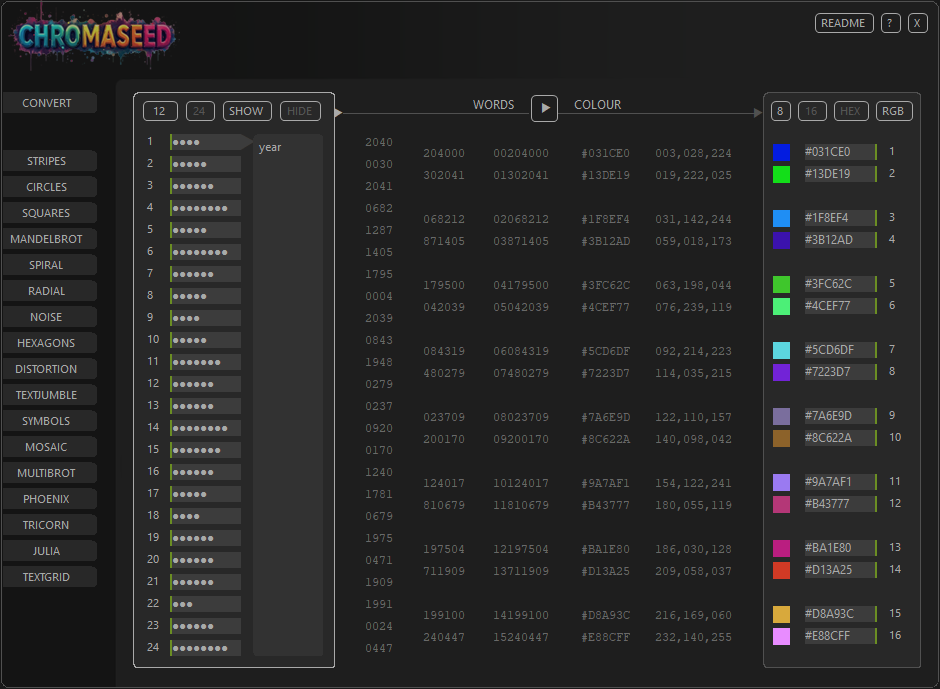 CHROMASEED
README ? X
CONVERT
STRIPES
CIRCLES
SQUARES
MANDELBROT
SPIRAL
RADIAL
NOISE
HEXAGONS
DISTORTION
TEXTJUMBLE
SYMBOLS
MOSAIC
MULTIBROT
PHOENIX
TRICORN
JULIA
TEXTGRID
12 24 SHOW HIDE
1 ●●●●
2 ●●●●●
3 ●●●●●●
4 ●●●●●●●●
5 ●●●●●
6 ●●●●●●●●
7 ●●●●●●
8 ●●●●●
9 ●●●●
10 ●●●●●
11 ●●●●●●●
12 ●●●●●●
13 ●●●●●●
14 ●●●●●●●●
15 ●●●●●●●
16 ●●●●●●
17 ●●●●●
18 ●●●●
19 ●●●●●●
20 ●●●●●●
21 ●●●●●●
22 ●●●
23 ●●●●●●
24 ●●●●●●●●
year
WORDS COLOUR
2040
204000 00204000 #031CE0 003,028,224
0030
302041 01302041 #13DE19 019,222,025
2041
0682
068212 02068212 #1F8EF4 031,142,244
1287
871405 03871405 #3B12AD 059,018,173
1405
1795
179500 04179500 #3FC62C 063,198,044
0004
042039 05042039 #4CEF77 076,239,119
2039
0843
084319 06084319 #5CD6DF 092,214,223
1948
480279 07480279 #7223D7 114,035,215
0279
0237
023709 08023709 #7A6E9D 122,110,157
0920
200170 09200170 #8C622A 140,098,042
0170
1240
124017 10124017 #9A7AF1 154,122,241
1781
810679 11810679 #B43777 180,055,119
0679
1975
197504 12197504 #BA1E80 186,030,128
0471
711909 13711909 #D13A25 209,058,037
1909
1991
199100 14199100 #D8A93C 216,169,060
0024
240447 15240447 #E88CFF 232,140,255
0447
8 16 HEX RGB
#031CE0 1
#13DE19 2
#1F8EF4 3
#3B12AD 4
#3FC62C 5
#4CEF77 6
#5CD6DF 7
#7223D7 8
#7A6E9D 9
#8C622A 10
#9A7AF1 11
#B43777 12
#BA1E80 13
#D13A25 14
#D8A93C 15
#E88CFF 16